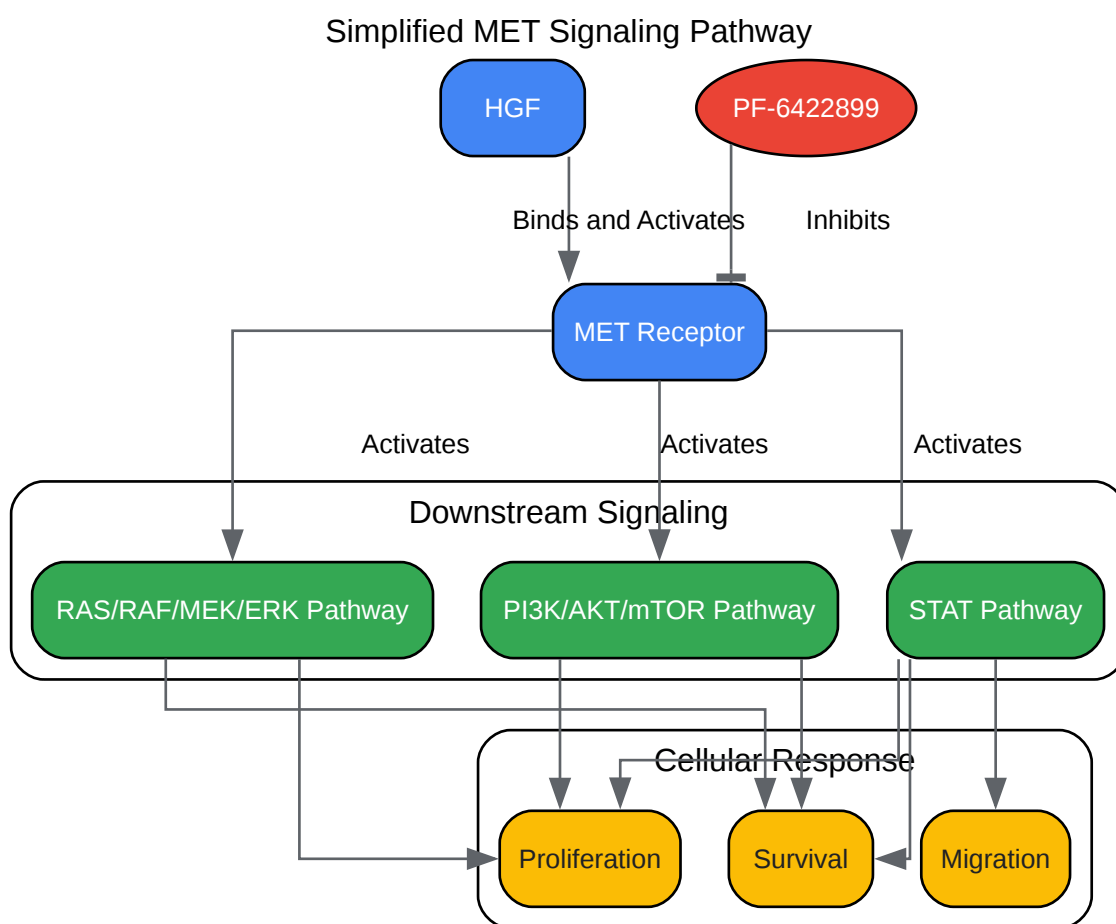 Simplified MET Signaling Pathway
HGF
PF-6422899
Binds and Activates
Inhibits
MET Receptor
Activates
Activates
Activates
Downstream Signaling
RAS/RAF/MEK/ERK Pathway
PI3K/AKT/mTOR Pathway
STAT Pathway
Cellular Response
Proliferation
Survival
Migration